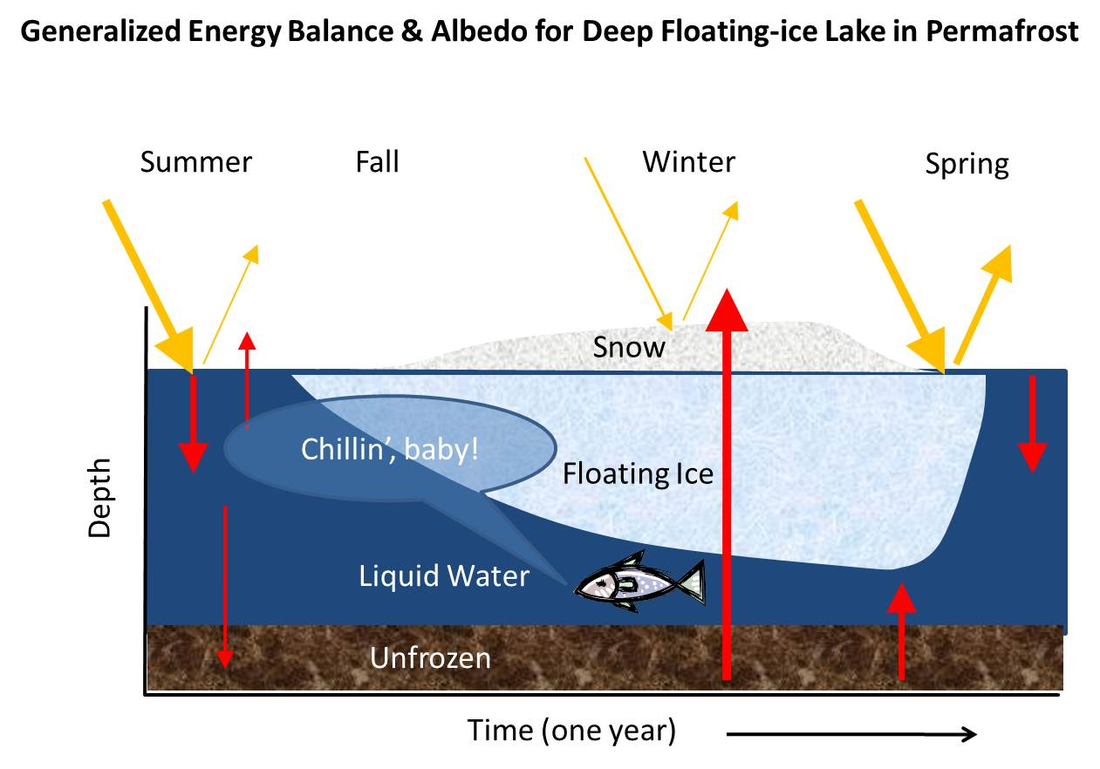 Generalized Energy Balance & Albedo for Deep Floating-ice Lake in Permafrost
Summer Fall Winter Spring
Snow
Chillin', baby!
Floating Ice
Depth
Liquid Water
Unfrozen
Time (one year)